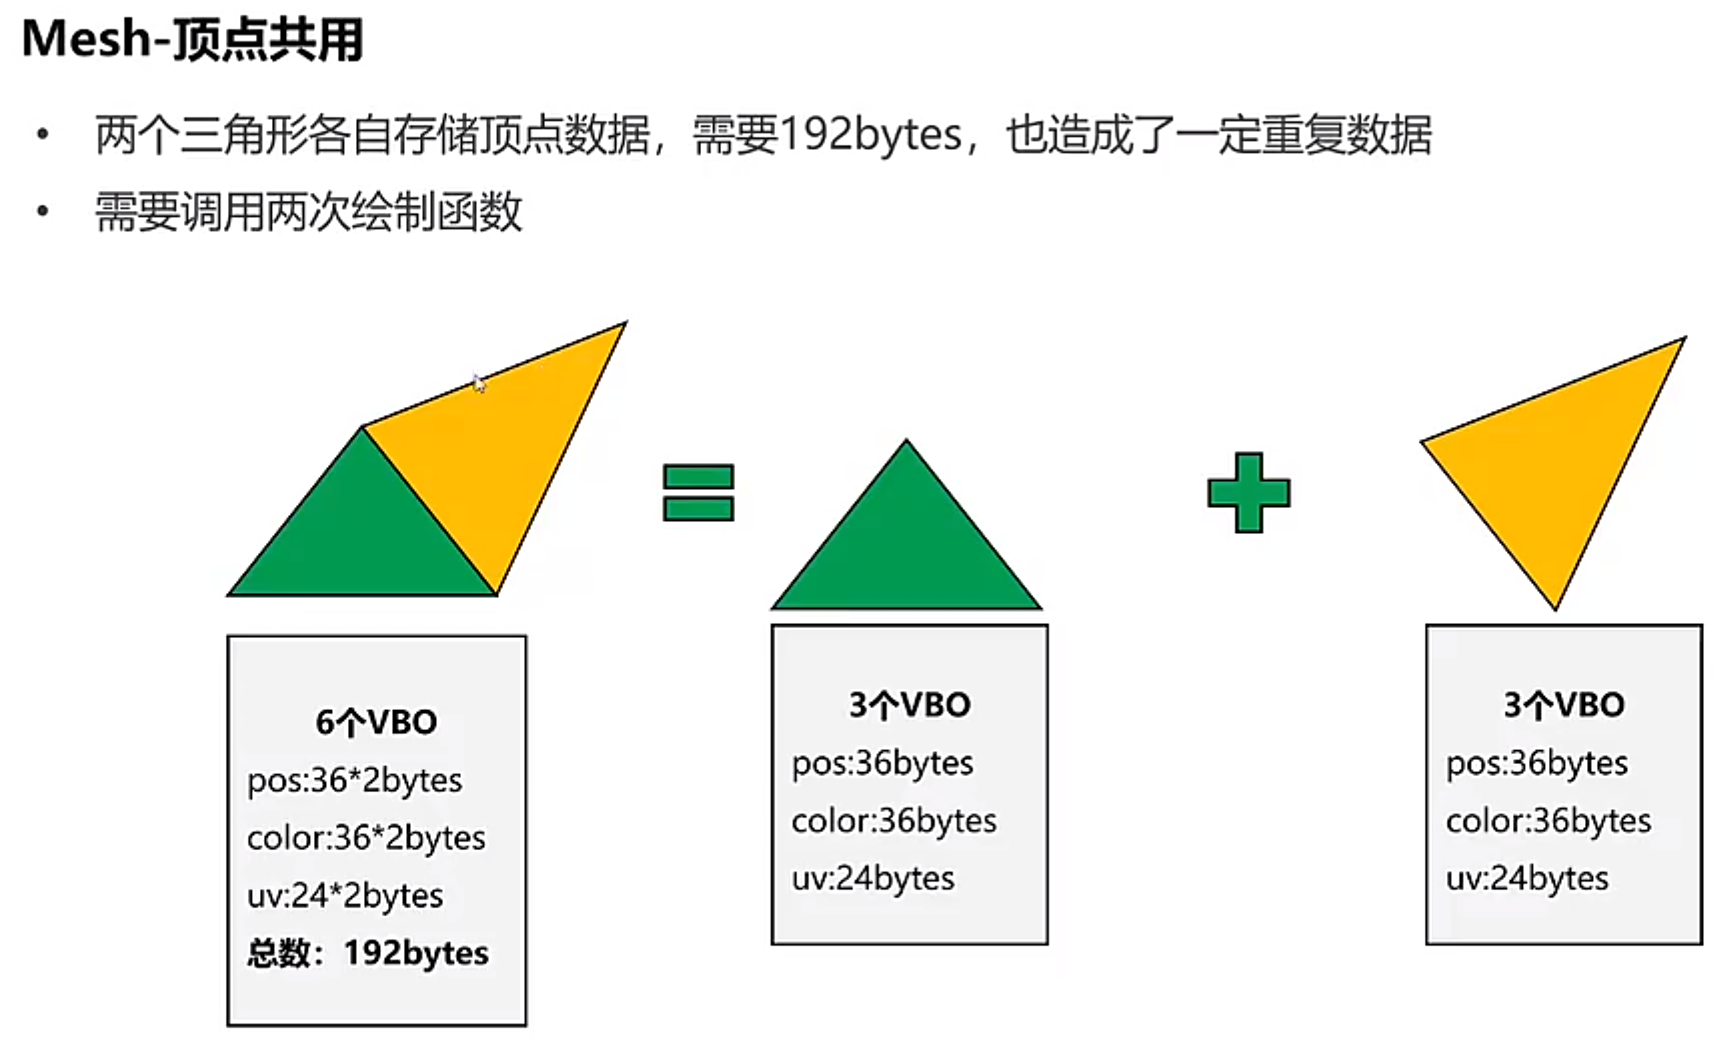 Mesh-顶点共用
• 两个三角形各自存储顶点数据，需要192bytes，也造成了一定重复数据
• 需要调用两次绘制函数
6个VBO
pos:36*2bytes
color:36*2bytes
uv:24*2bytes
总数：192bytes
3个VBO
pos:36bytes
color:36bytes
uv:24bytes
3个VBO
pos:36bytes
color:36bytes
uv:24bytes